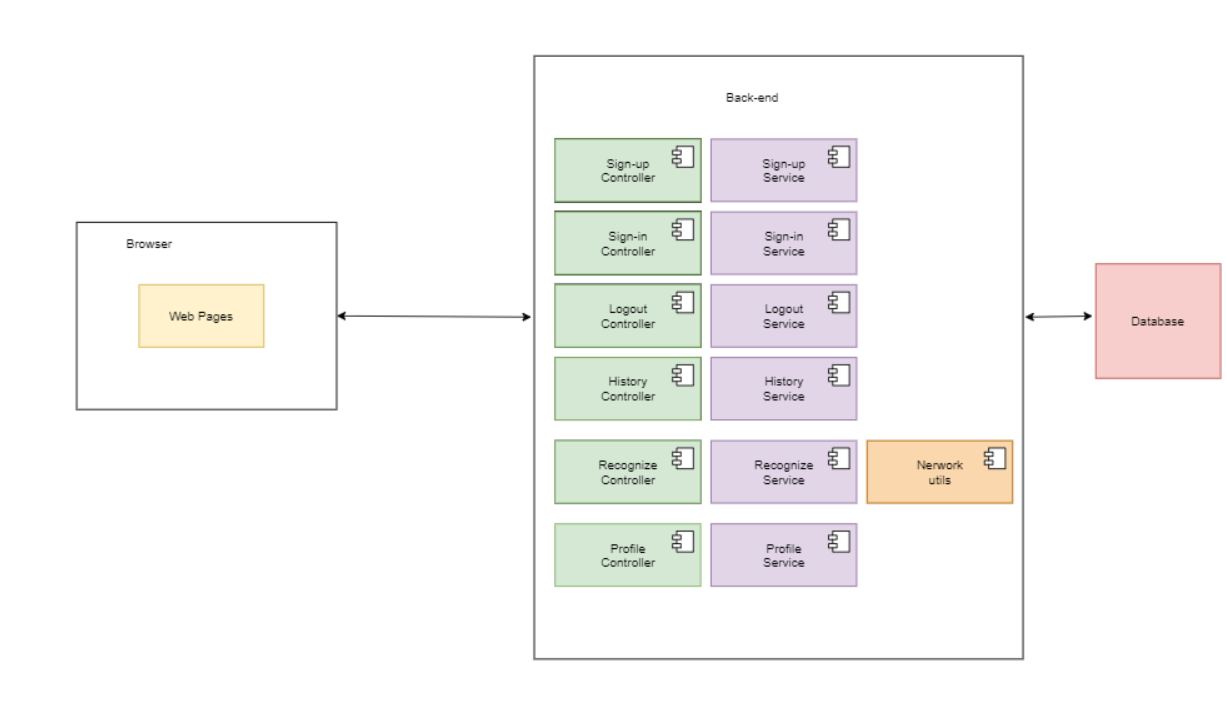 Back-end
Sign-up
Controller
Sign-up
Service
Browser
Sign-in
Controller
Sign-in
Service
Web Pages
Logout
Controller
Logout
Service
Database
History
Controller
History
Service
Recognize
Controller
Recognize
Service
Nerwork
utils
Profile
Controller
Profile
Service